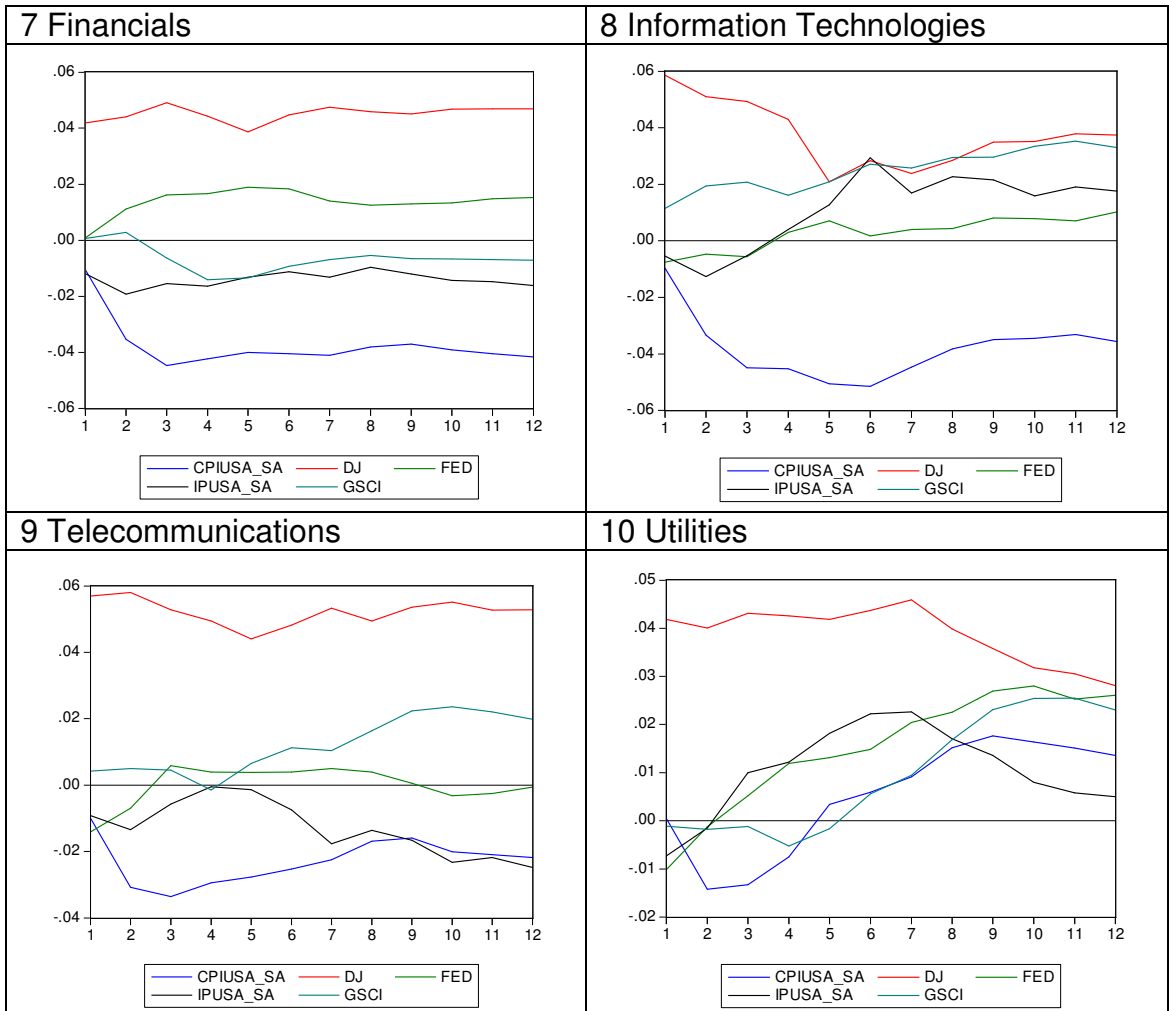 7 Financials
8 Information Technologies
.06
.04
.02
.00
-.02
-.04
-.06
1 2 3 4 5 6 7 8 9 10 11 12
CPIUSA_SA DJ FED
IPUSA_SA GSCI
.06
.04
.02
.00
-.02
-.04
-.06
1 2 3 4 5 6 7 8 9 10 11 12
CPIUSA_SA DJ FED
IPUSA_SA GSCI
9 Telecommunications
10 Utilities
.06
.04
.02
.00
-.02
-.04
1 2 3 4 5 6 7 8 9 10 11 12
CPIUSA_SA DJ FED
IPUSA_SA GSCI
.05
.04
.03
.02
.01
.00
-.01
-.02
1 2 3 4 5 6 7 8 9 10 11 12
CPIUSA_SA DJ FED
IPUSA_SA GSCI